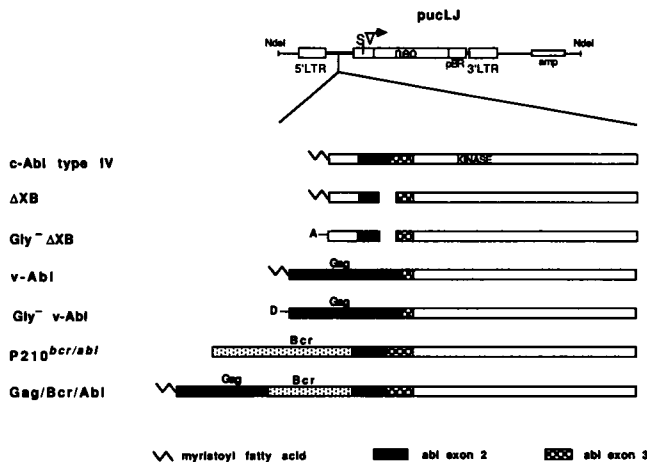 pucLJ
NdeI
S
NdeI
neo
5'LTR
pBR
3'LTR
amp
c-Abl type IV
KINASE
ΔXB
Gly⁻ ΔXB
A
Gag
v-Abl
Gag
Gly⁻ v-Abl
D
Bcr
P210bcr/abl
Gag
Bcr
Gag/Bcr/Abl
myristoyl fatty acid
abl exon 2
abl exon 3